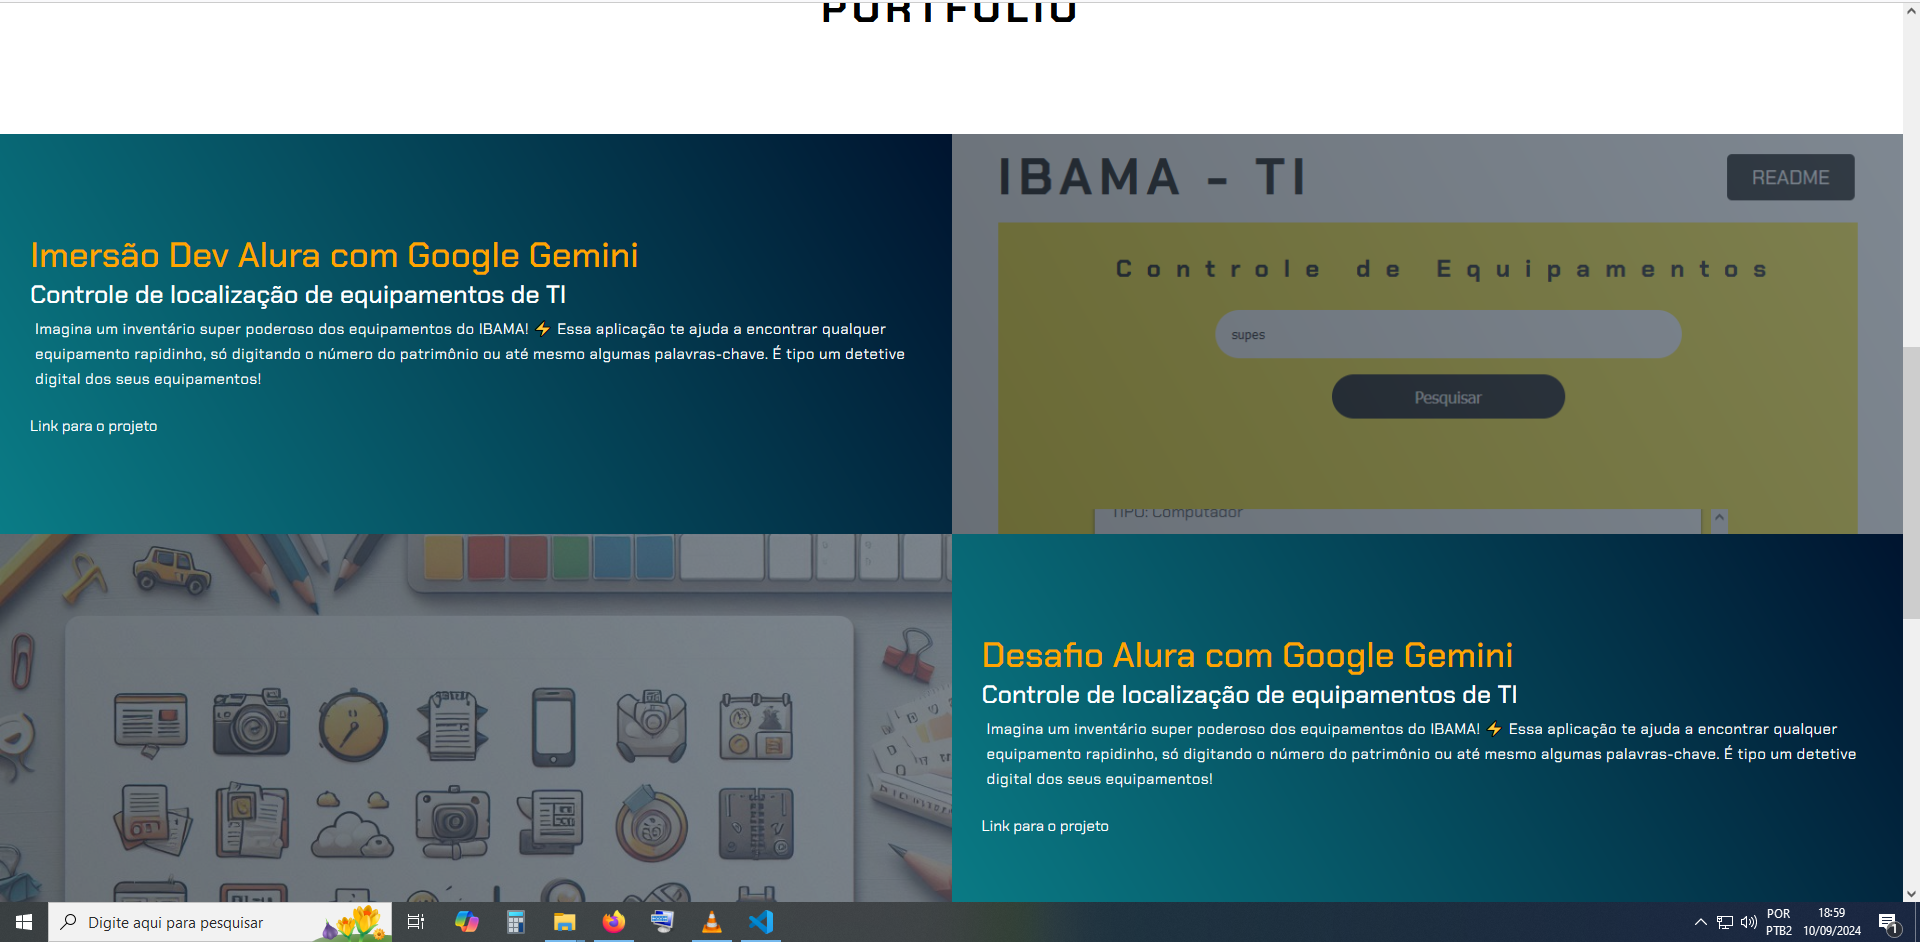 PORTFOLIO
Imersão Dev Alura com Google Gemini
Controle de localização de equipamentos de TI
Imagina um inventário super poderoso dos equipamentos do IBAMA! ⚡ Essa aplicação te ajuda a encontrar qualquer
equipamento rapidinho, só digitando o número do patrimônio ou até mesmo algumas palavras-chave. É tipo um detetive
digital dos seus equipamentos!
Link para o projeto
IBAMA - TI
README
Controle de Equipamentos
supes
Pesquisar
TIPO: Computador
Desafio Alura com Google Gemini
Controle de localização de equipamentos de TI
Imagina um inventário super poderoso dos equipamentos do IBAMA! ⚡ Essa aplicação te ajuda a encontrar qualquer
equipamento rapidinho, só digitando o número do patrimônio ou até mesmo algumas palavras-chave. É tipo um detetive
digital dos seus equipamentos!
Link para o projeto
Digite aqui para pesquisar
POR
PTB2
18:59
10/09/2024
1